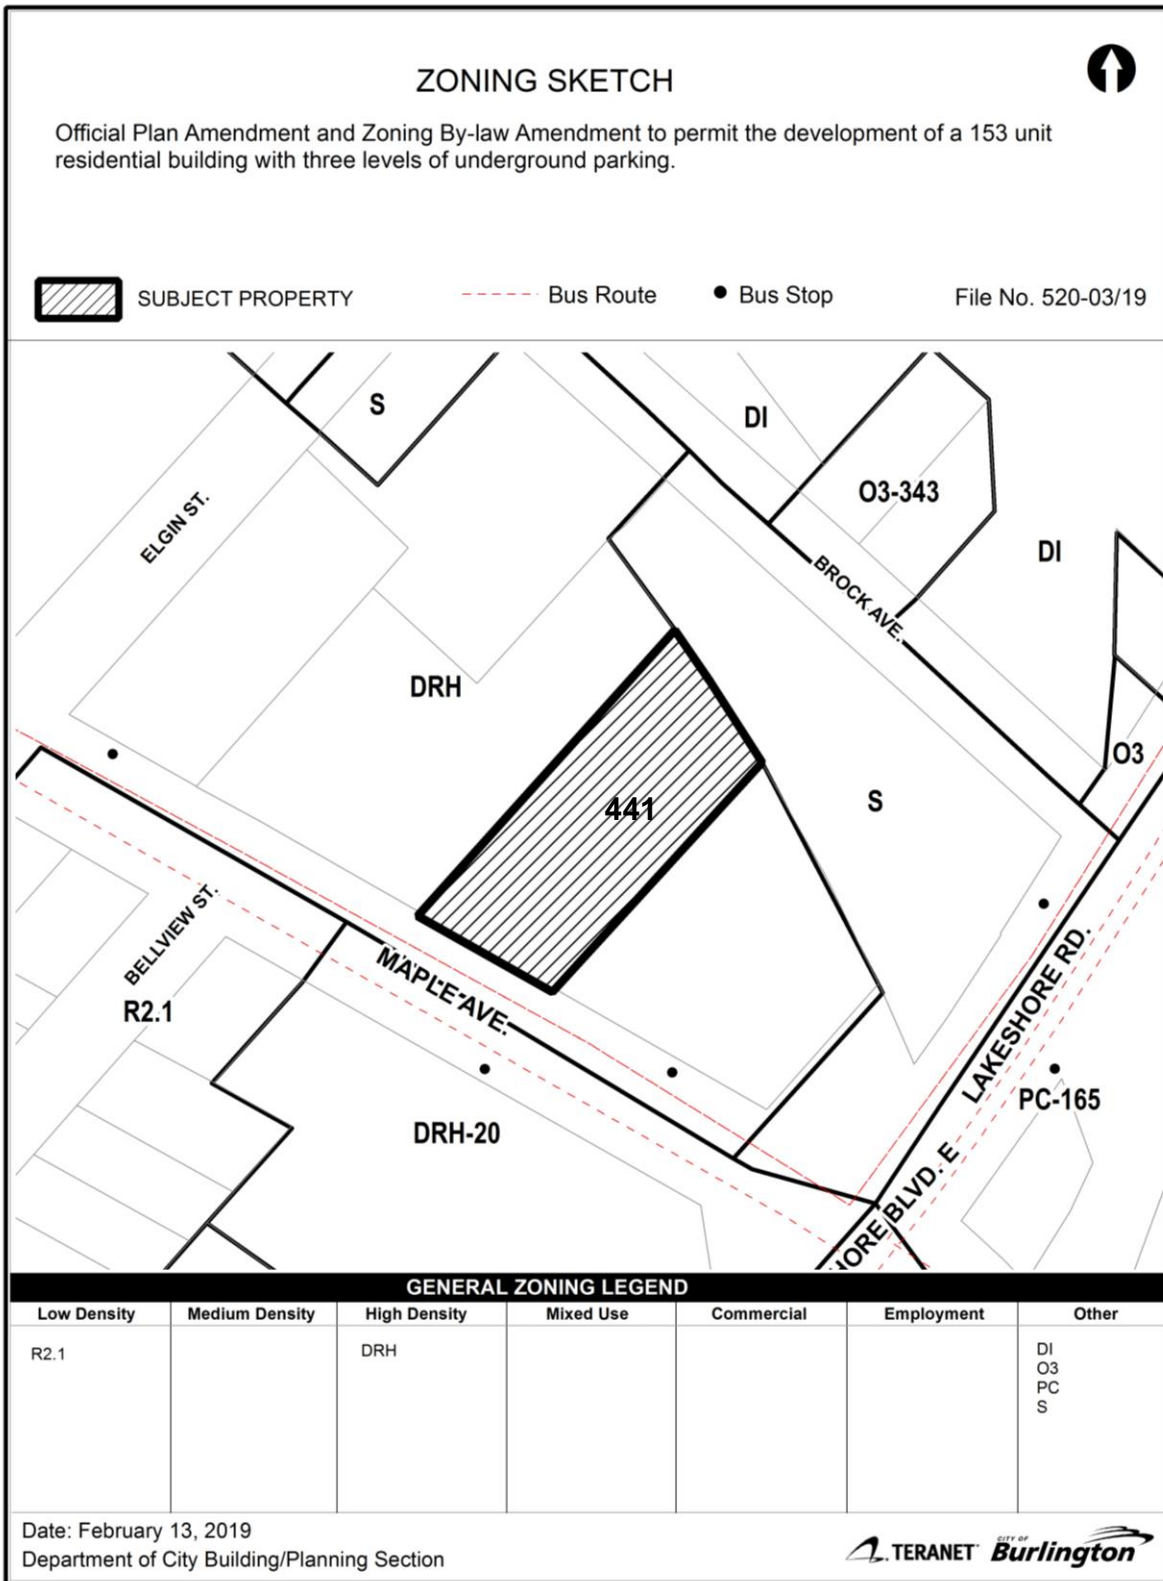 ZONING SKETCH
Official Plan Amendment and Zoning By-law Amendment to permit the development of a 153 unit
residential building with three levels of underground parking.
SUBJECT PROPERTY
Bus Route
Bus Stop
File No. 520-03/19
S
DI
O3-343
ELGIN ST.
DI
BROCK AVE.
DRH
O3
441
S
BELLVIEW ST.
MAPLE AVE.
R2.1
LAKESHORE RD.
PC-165
DRH-20
HORE BLVD. E
GENERAL ZONING LEGEND
Low Density Medium Density High Density Mixed Use Commercial Employment Other
R2.1 DRH DI
O3
PC
S
Date: February 13, 2019
Department of City Building/Planning Section
TERANET
CITY OF
Burlington